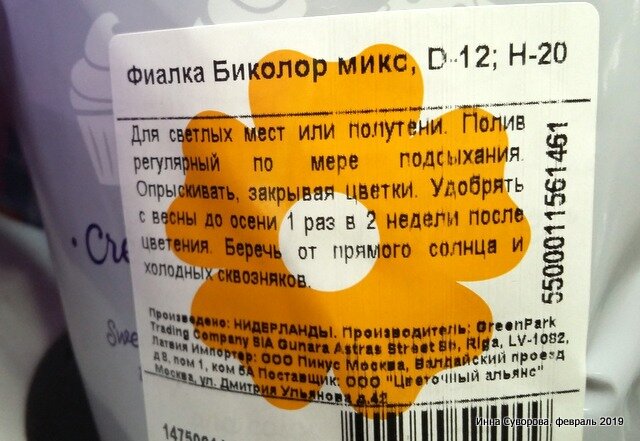 Фиалка Биколор микс, D-12; H-20
Для светлых мест или полутени. Полив
регулярный по мере подсыхания.
Опрыскивать, закрывая цветки. Удобрять
с весны до осени 1 раз в 2 недели после
цветения. Беречь от прямого солнца и
холодных сквозняков.
5500011561461
Произведено: НИДЕРЛАНДЫ. Производитель: GreenPark
Trading Company SIA Gunara Astras Street 8b, Riga, LV-1082,
Латвия Импортер: ООО Пинус Москва, Валдайский проезд
д 8, пом 1, ком 5А Поставщик: ООО "Цветочный альянс"
Москва, ул. Дмитрия Ульянова д.42
Инна Суворова, февраль 2019